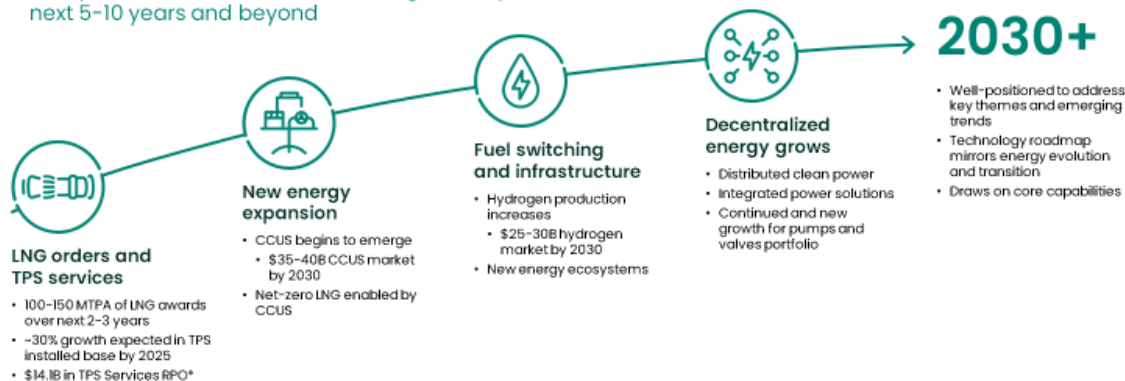 next 5-10 years and beyond
LNG orders and
TPS services
• 100-150 MTPA of LNG awards
over next 2-3 years
• ~30% growth expected in TPS
installed base by 2025
• $14.1B in TPS Services RPO*
New energy
expansion
• CCUS begins to emerge
• $35-40B CCUS market
by 2030
• Net-zero LNG enabled by
CCUS
Fuel switching
and infrastructure
• Hydrogen production
increases
• $25-30B hydrogen
market by 2030
• New energy ecosystems
Decentralized
energy grows
• Distributed clean power
• Integrated power solutions
• Continued and new
growth for pumps and
valves portfolio
2030+
• Well-positioned to address
key themes and emerging
trends
• Technology roadmap
mirrors energy evolution
and transition
• Draws on core capabilities